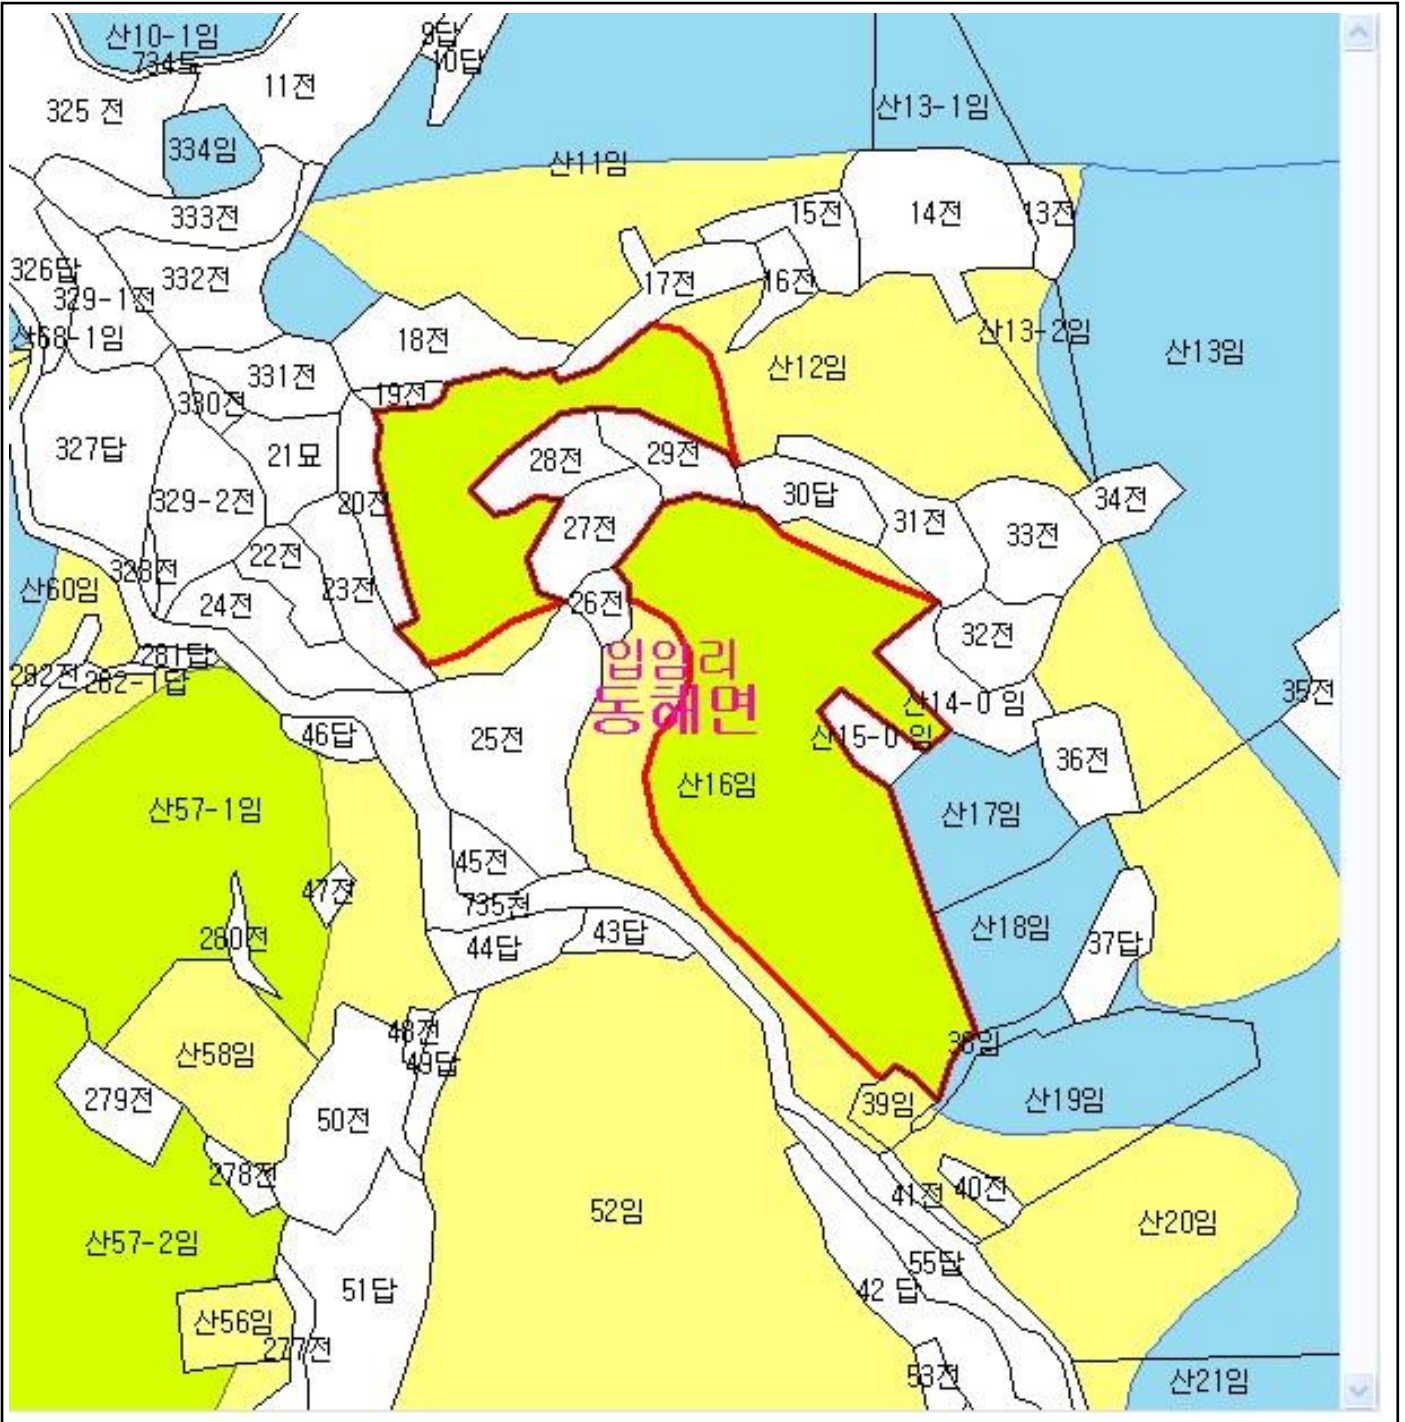 산10-1임
9답
10답
734도
11전
325 전
산13-1임
334임
산11임
333전
15전
14전
13전
326답
332전
17전
16전
329-1전
산68-1임
18전
산13-2임
산13임
331전
산12임
19전
330전
327답
21묘
28전
29전
30답
34전
329-2전
20전
31전
33전
27전
22전
328전
산60임
24전
23전
26전
32전
281답
입암리
282전
282-1답
동해면
산14-0 임
35전
46답
25전
산15-0 임
36전
산16임
산57-1임
산17임
45전
47전
735천
280전
44답
43답
산18임
37답
48전
38임
산58임
49답
279전
50전
39임
산19임
278전
41전
40전
52임
산20임
산57-2임
55답
51답
42 답
산56임
277전
53전
산21임